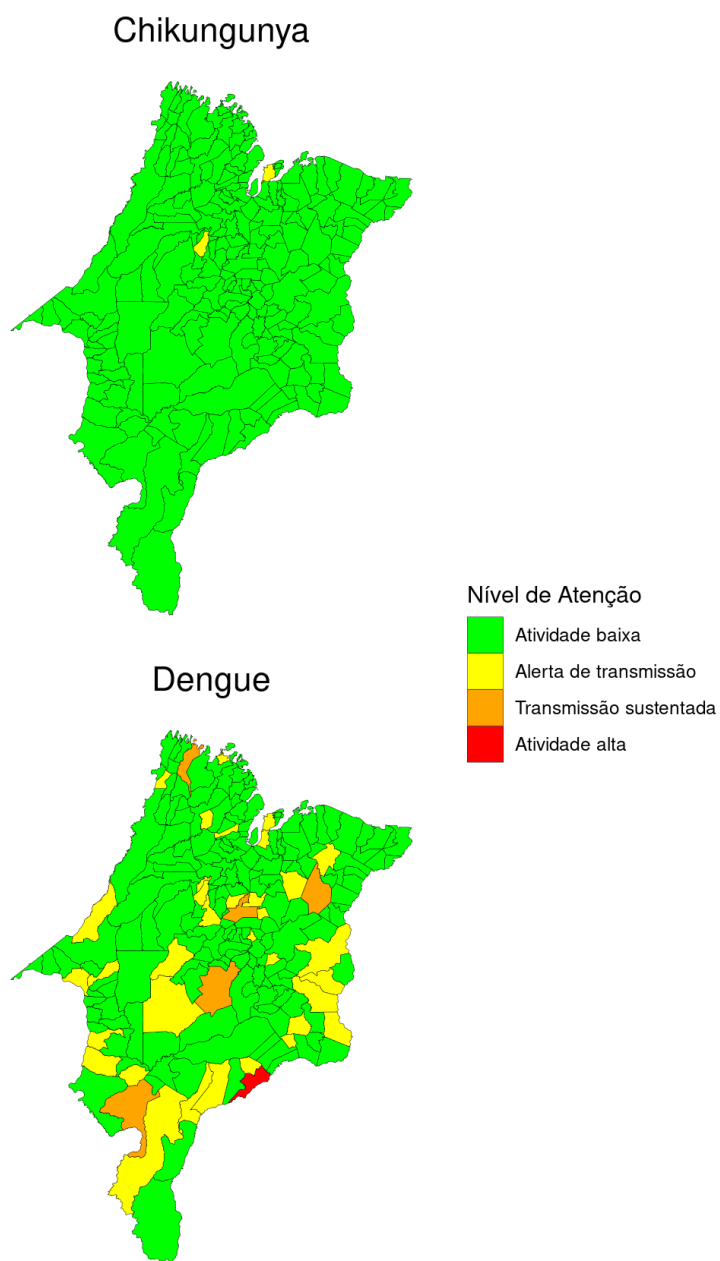 Chikungunya
Nível de Atenção
Atividade baixa
Alerta de transmissão
Transmissão sustentada
Atividade alta
Dengue